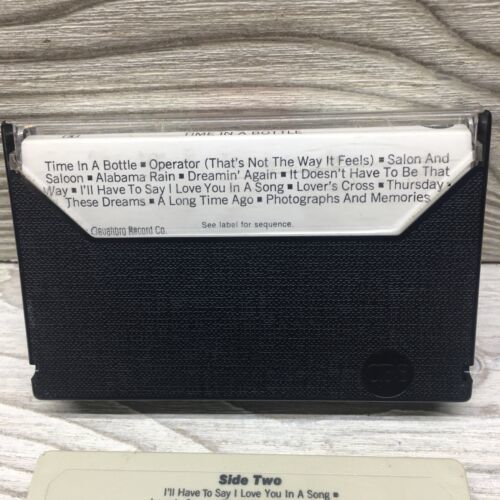 TIME IN A BOTTLE
Time In A Bottle ▪ Operator (That's Not The Way It Feels) ▪ Salon And
Saloon ▪ Alabama Rain ▪ Dreamin' Again ▪ It Doesn't Have To Be That
Way ▪ I'll Have To Say I Love You In A Song ▪ Lover's Cross ▪ Thursday
These Dreams ▪ A Long Time Ago ▪ Photographs And Memories
See label for sequence.
Record Co.
CBS
Side Two
I'll Have To Say I Love You In A Song ▪